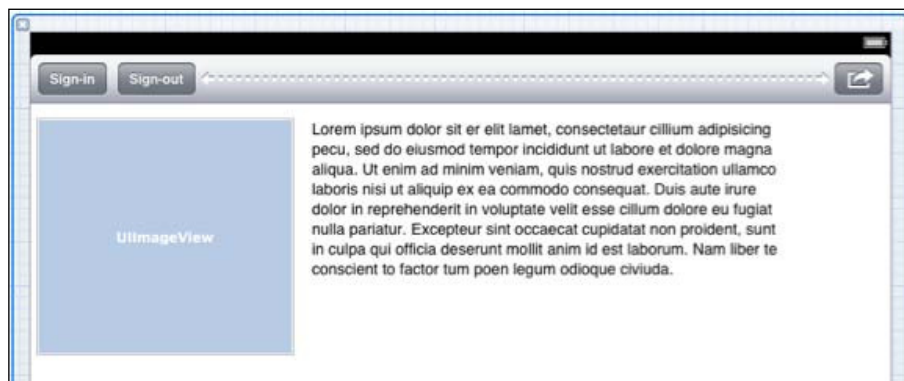 Sign-in Sign-out
Lorem ipsum dolor sit er elit lamet, consectetaur cillium adipisicing
pecu, sed do eiusmod tempor incididunt ut labore et dolore magna
aliqua. Ut enim ad minim veniam, quis nostrud exercitation ullamco
laboris nisi ut aliquip ex ea commodo consequat. Duis aute irure
dolor in reprehenderit in voluptate velit esse cillum dolore eu fugiat
nulla pariatur. Excepteur sint occaecat cupidatat non proident, sunt
in culpa qui officia deserunt mollit anim id est laborum. Nam liber te
conscient to factor tum poen legum odioque civiuda.
UIImageView